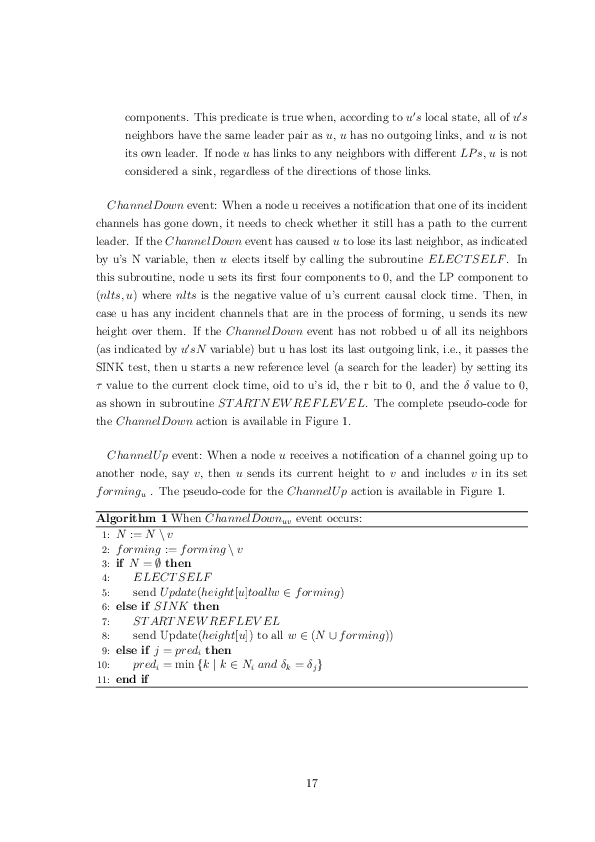 components. This predicate is true when, according to u's local state, all of u's
neighbors have the same leader pair as u, u has no outgoing links, and u is not
its own leader. If node u has links to any neighbors with different LPs, u is not
considered a sink, regardless of the directions of those links.
ChannelDown event: When a node u receives a notification that one of its incident
channels has gone down, it needs to check whether it still has a path to the current
leader. If the ChannelDown event has caused u to lose its last neighbor, as indicated
by u's N variable, then u elects itself by calling the subroutine ELECTSELF. In
this subroutine, node u sets its first four components to 0, and the LP component to
(nlts, u) where nlts is the negative value of u's current causal clock time. Then, in
case u has any incident channels that are in the process of forming, u sends its new
height over them. If the ChannelDown event has not robbed u of all its neighbors
(as indicated by u'sN variable) but u has lost its last outgoing link, i.e., it passes the
SINK test, then u starts a new reference level (a search for the leader) by setting its
τ value to the current clock time, oid to u's id, the r bit to 0, and the δ value to 0,
as shown in subroutine STARTNEWREFLEVEL. The complete pseudo-code for
the ChannelDown action is available in Figure 1.
ChannelUp event: When a node u receives a notification of a channel going up to
another node, say v, then u sends its current height to v and includes v in its set
forming_u . The pseudo-code for the ChannelUp action is available in Figure 1.
Algorithm 1 When ChannelDown_uv event occurs:
1: N := N \ v
2: forming := forming \ v
3: if N = ∅ then
4: ELECTSELF
5: send Update(height[u]toallw ∈ forming)
6: else if SINK then
7: STARTNEWREFLEVEL
8: send Update(height[u]) to all w ∈ (N ∪ forming))
9: else if j = pred_i then
10: pred_i = min {k | k ∈ N_i and δ_k = δ_j}
11: end if
17